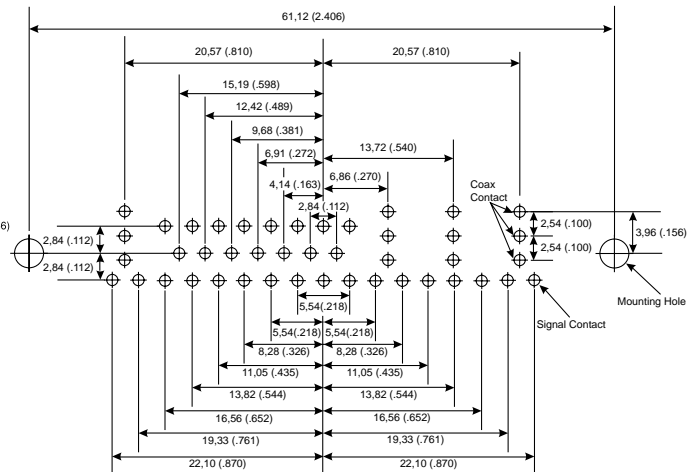 61,12 (2.406)
20,57 (.810) 20,57 (.810)
15,19 (.598)
12,42 (.489)
9,68 (.381)
13,72 (.540)
6,91 (.272)
6,86 (.270)
4,14 (.163)
2,84 (.112)
Coax
Contact
6)
2,84 (.112)
2,84 (.112)
2,54 (.100)
2,54 (.100)
3,96 (.156)
Mounting Hole
Signal Contact
5,54 (.218)
5,54(.218) 5,54(.218)
8,28 (.326) 8,28 (.326)
11,05 (.435) 11,05 (.435)
13,82 (.544) 13,82 (.544)
16,56 (.652) 16,56 (.652)
19,33 (.761) 19,33 (.761)
22,10 (.870) 22,10 (.870)